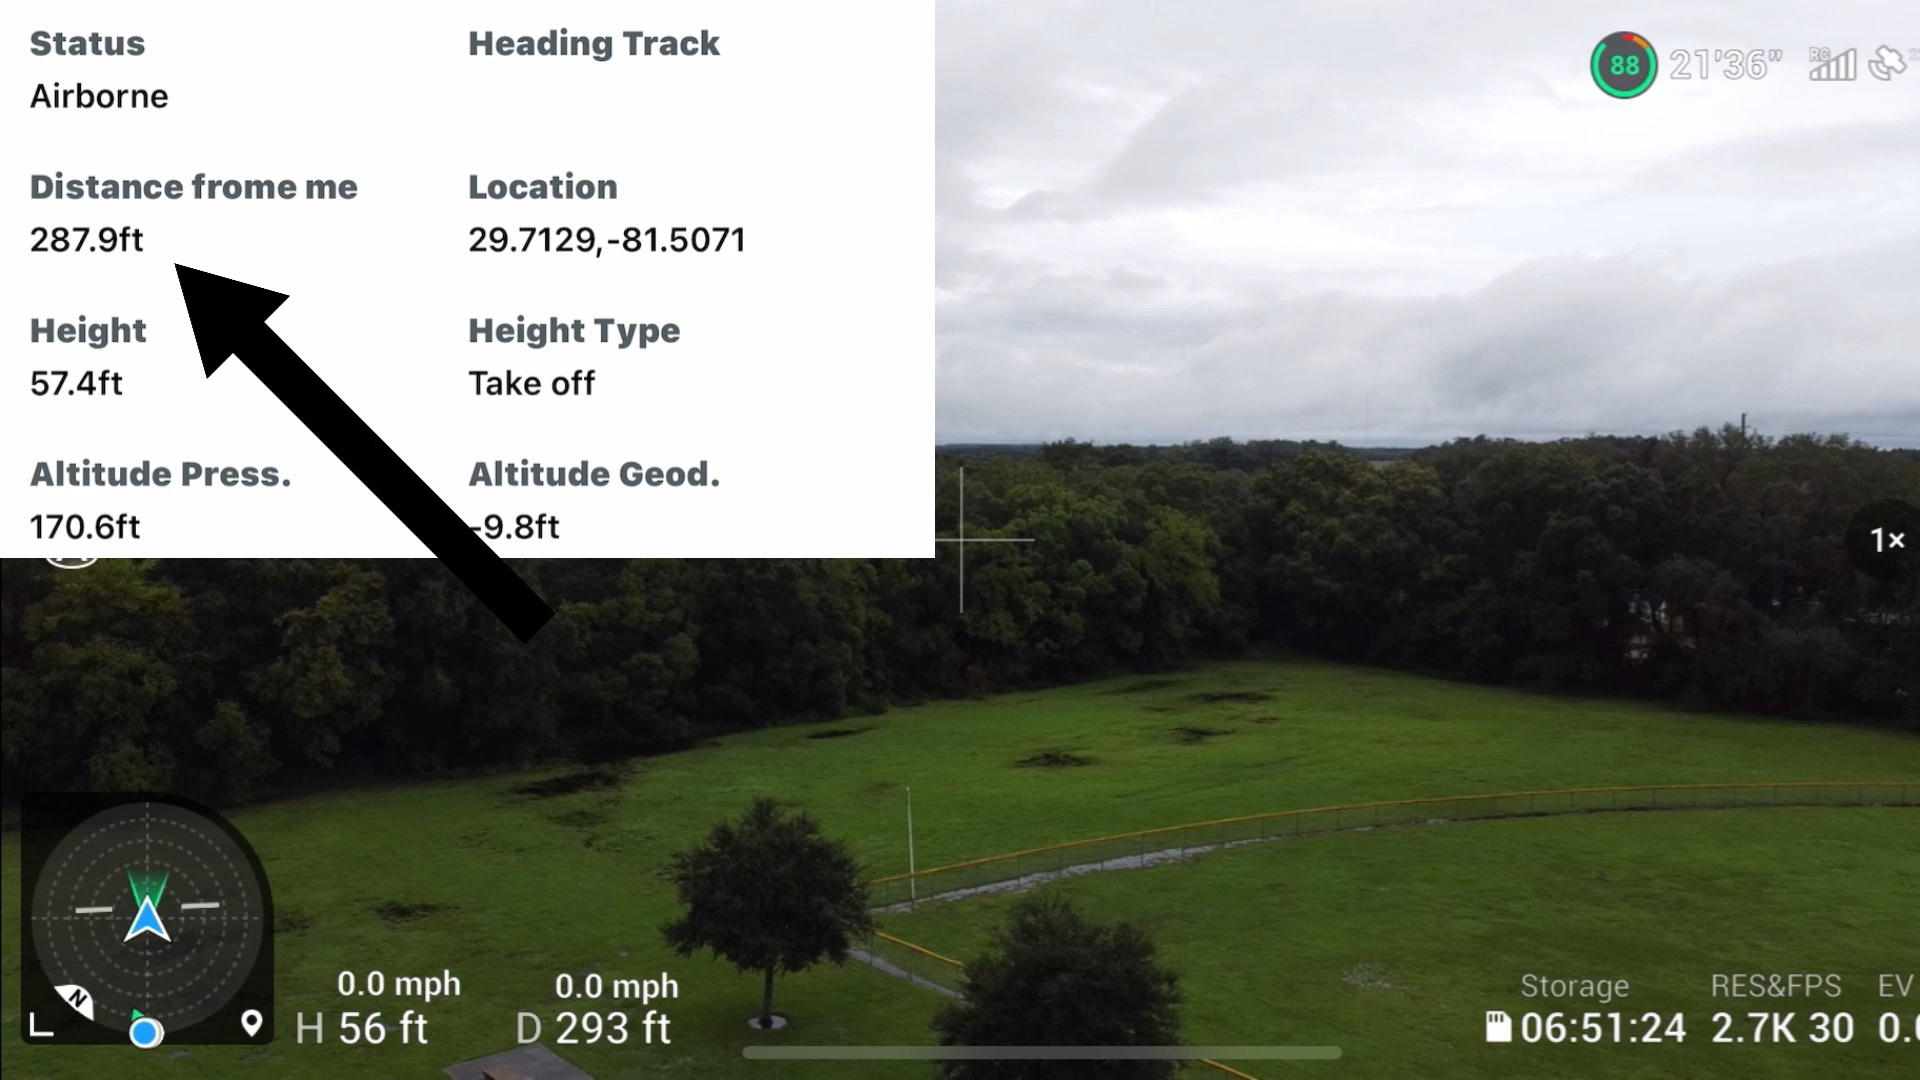 Status
Airborne
Heading Track
Distance frome me
287.9ft
Location
29.7129,-81.5071
Height
57.4ft
Height Type
Take off
Altitude Press.
170.6ft
Altitude Geod.
-9.8ft
88 21'36" RC
1×
N
0.0 mph
H 56 ft
0.0 mph
D 293 ft
Storage
06:51:24
RES&FPS
2.7K 30
EV